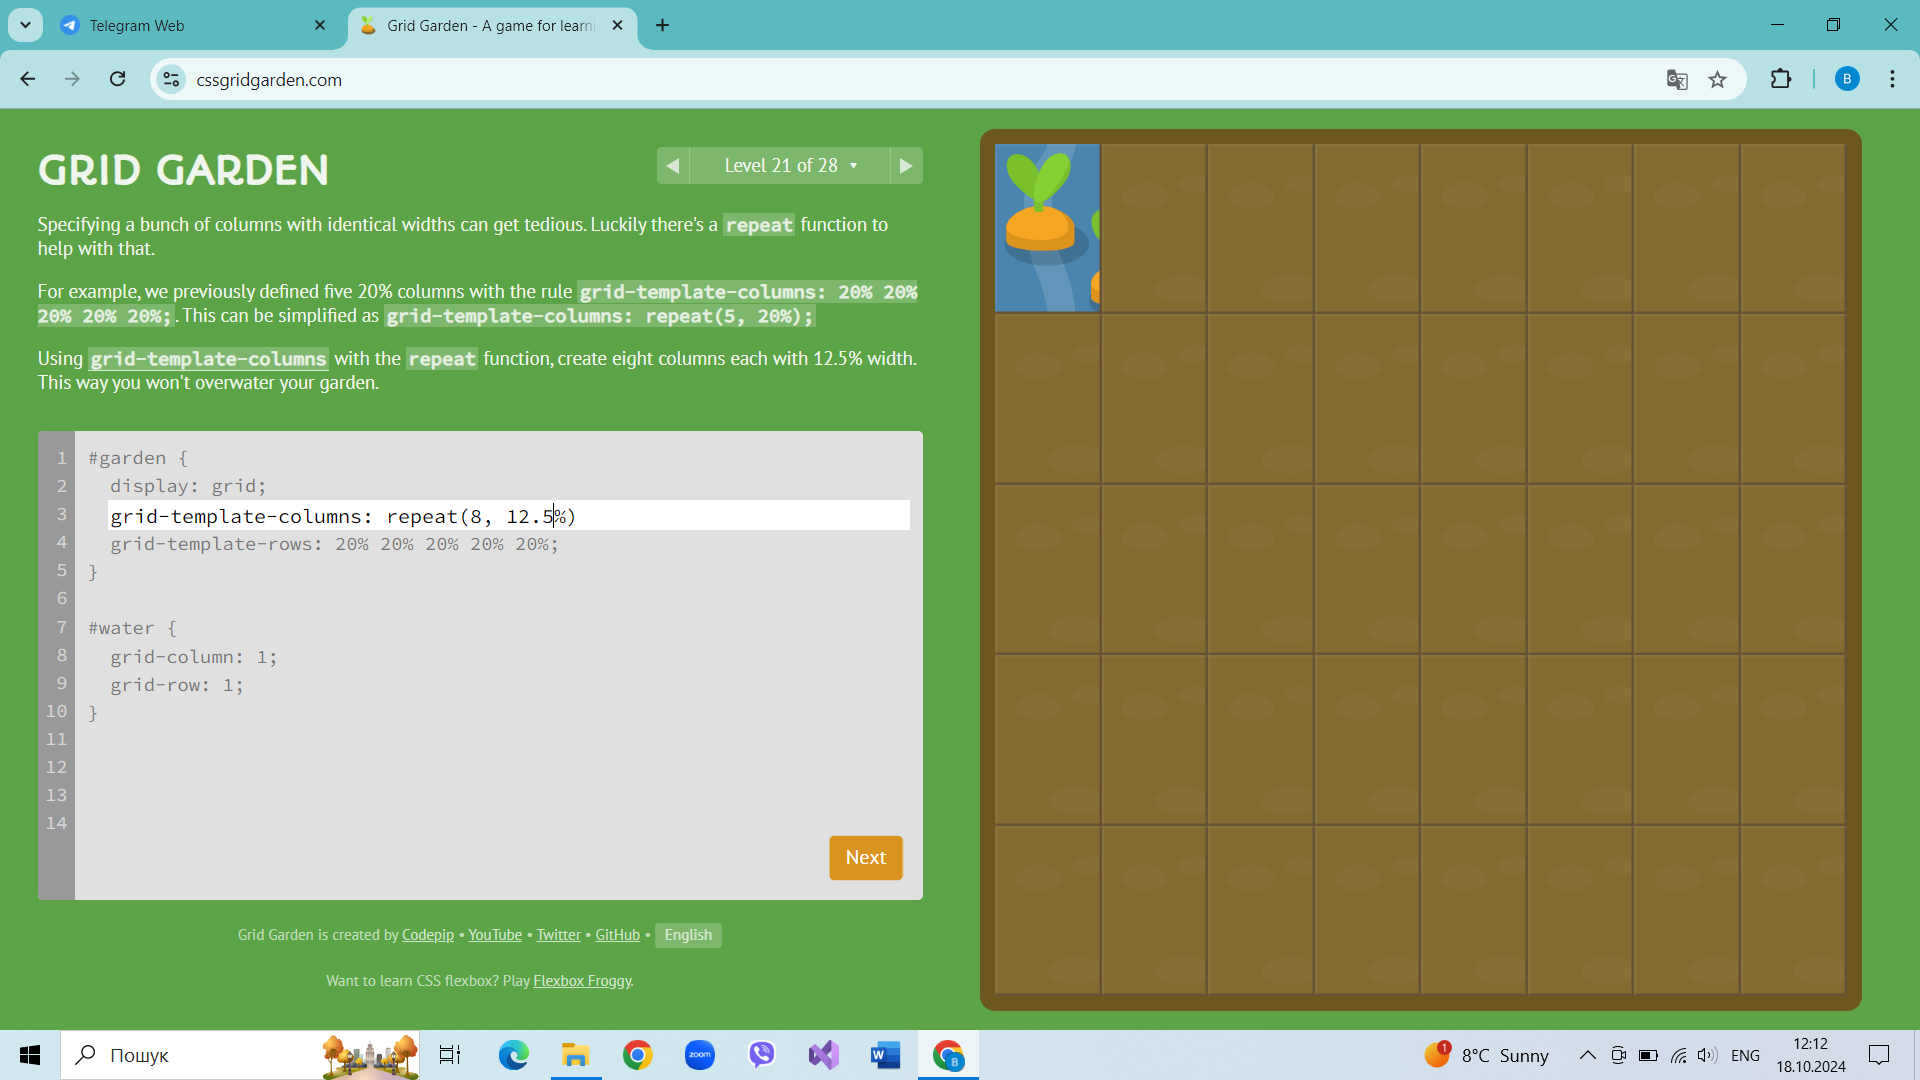 Telegram Web
Grid Garden - A game for learni
cssgridgarden.com
B
GRID GARDEN
Level 21 of 28
Specifying a bunch of columns with identical widths can get tedious. Luckily there's a repeat function to
help with that.
For example, we previously defined five 20% columns with the rule grid-template-columns: 20% 20%
20% 20% 20%;. This can be simplified as grid-template-columns: repeat(5, 20%);
Using grid-template-columns with the repeat function, create eight columns each with 12.5% width.
This way you won't overwater your garden.
1 #garden {
2 display: grid;
3 grid-template-columns: repeat(8, 12.5%)
4 grid-template-rows: 20% 20% 20% 20% 20%;
5 }
6
7 #water {
8 grid-column: 1;
9 grid-row: 1;
10 }
11
12
13
14
Next
Grid Garden is created by Codepip • YouTube • Twitter • GitHub • English
Want to learn CSS flexbox? Play Flexbox Froggy.
Пошук
zoom
W
B
1
8°C Sunny
ENG
12:12
18.10.2024